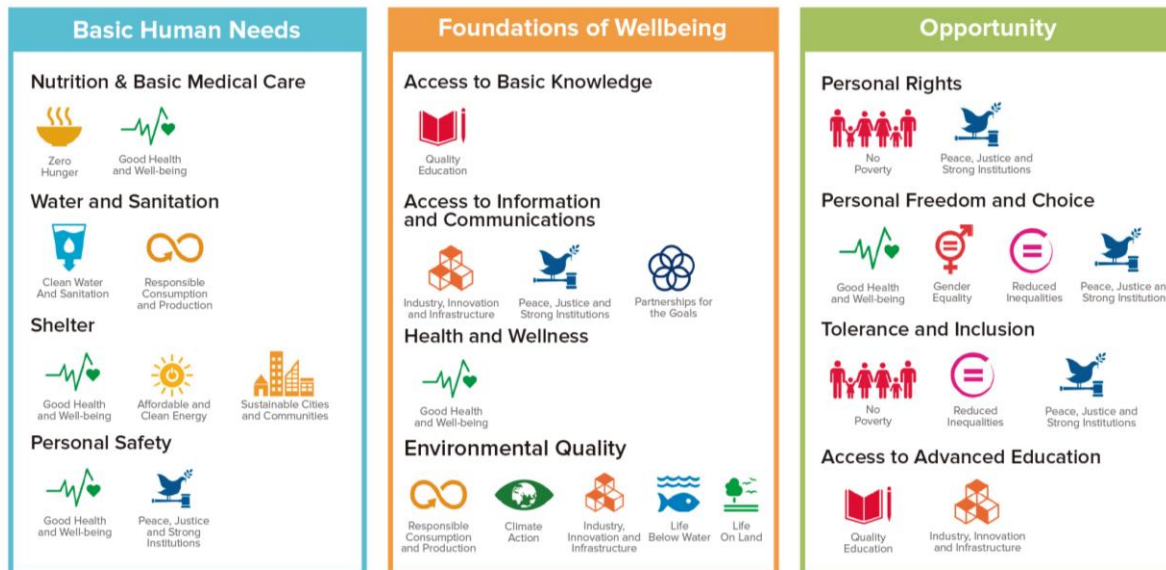 Basic Human Needs
Nutrition & Basic Medical Care
Zero
Hunger
Good Health
and Well-being
Water and Sanitation
Clean Water
And Sanitation
Responsible
Consumption
and Production
Shelter
Good Health
and Well-being
Affordable and
Clean Energy
Sustainable Cities
and Communities
Personal Safety
Good Health
and Well-being
Peace, Justice
and Strong
Institutions
Foundations of Wellbeing
Access to Basic Knowledge
Quality
Education
Access to Information
and Communications
Industry, Innovation
and Infrastructure
Peace, Justice and
Strong Institutions
Partnerships for
the Goals
Health and Wellness
Good Health
and Well-being
Environmental Quality
Responsible
Consumption
and Production
Climate
Action
Industry,
Innovation and
Infrastructure
Life
Below Water
Life
On Land
Opportunity
Personal Rights
No
Poverty
Peace, Justice and
Strong Institutions
Personal Freedom and Choice
Good Health
and Well-being
Gender
Equality
Reduced
Inequalities
Peace, Justice and
Strong Institution
Tolerance and Inclusion
No
Poverty
Reduced
Inequalities
Peace, Justice and
Strong Institutions
Access to Advanced Education
Quality
Education
Industry, Innovation
and Infrastructure